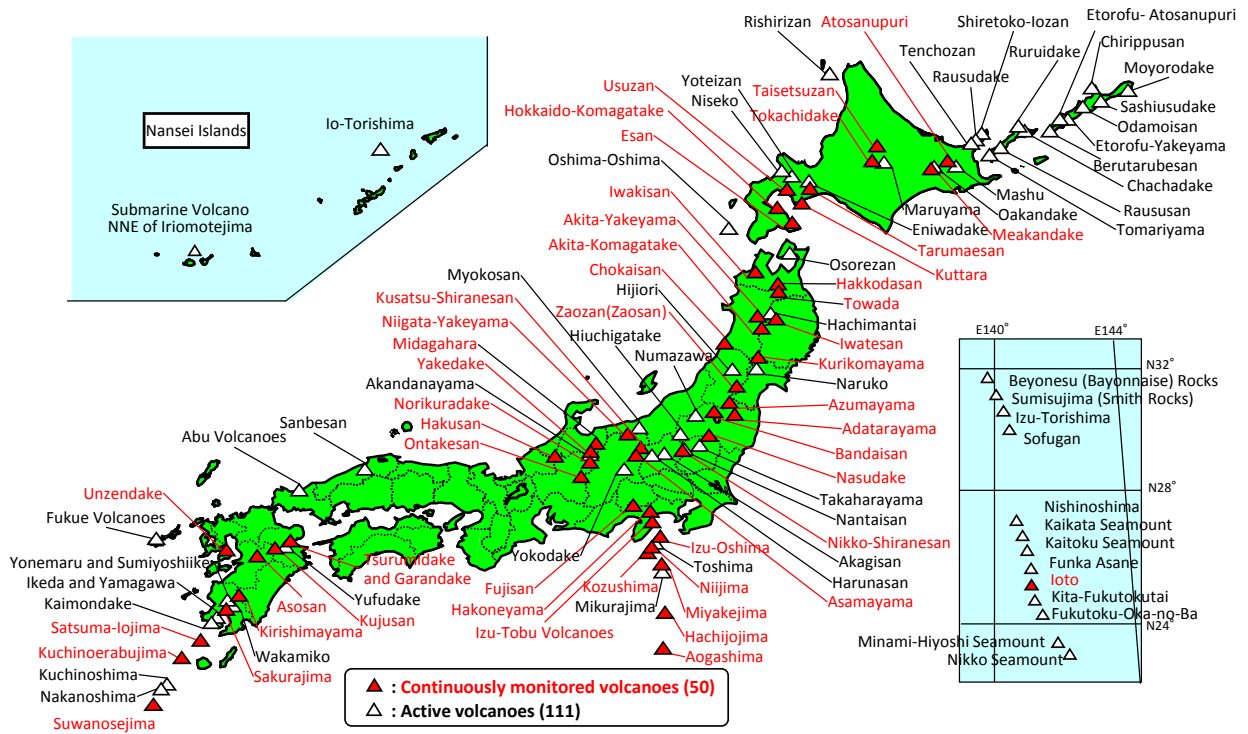 Nansei Islands
Io-Torishima
Submarine Volcano
NNE of Iriomotejima
Rishirizan
Atosanupuri
Shiretoko-Iozan
Etorofu- Atosanupuri
Tenchozan
Ruruidake
Chirippusan
Rausudake
Moyorodake
Yoteizan
Niseko
Usuzan
Taisetsuzan
Hokkaido-Komagatake
Tokachidake
Esan
Oshima-Oshima
Sashiusudake
Odamoisan
Etorofu-Yakeyama
Berutarubesan
Chachadake
Raususan
Tomariyama
Mashu
Oakandake
Meakandake
Maruyama
Eniwadake
Tarumaesan
Kuttara
Iwakisan
Akita-Yakeyama
Akita-Komagatake
Chokaisan
Osorezan
Hakkodasan
Towada
Hachimantai
Iwatesan
Kurikomayama
Naruko
Myokosan
Hijiori
Kusatsu-Shiranesan
Zaozan(Zaosan)
Niigata-Yakeyama
Hiuchigatake
Midagahara
Numazawa
Yakedake
Akandanayama
Norikuradake
Hakusan
Ontakesan
Azumayama
Adatarayama
Bandaisan
Nasudake
Takaharayama
Nantaisan
Nikko-Shiranesan
Akagisan
Harunasan
Asamayama
Sanbesan
Abu Volcanoes
Unzendake
Fukue Volcanoes
Yonemaru and Sumiyoshiike
Ikeda and Yamagawa
Kaimondake
Satsuma-Iojima
Kuchinoerabujima
Kuchinoshima
Nakanoshima
Suwanosejima
Tsurumidake
and Garandake
Yufudake
Kujusan
Asosan
Kirishimayama
Wakamiko
Sakurajima
Yokodake
Fujisan
Hakoneyama
Izu-Tobu Volcanoes
Izu-Oshima
Toshima
Niijima
Kozushima
Mikurajima
Miyakejima
Hachijojima
Aogashima
E140°
E144°
N32°
Beyonesu (Bayonnaise) Rocks
Sumisujima (Smith Rocks)
Izu-Torishima
Sofugan
N28°
Nishinoshima
Kaikata Seamount
Kaitoku Seamount
Funka Asane
Ioto
Kita-Fukutokutai
Fukutoku-Oka-no-Ba
N24°
Minami-Hiyoshi Seamount
Nikko Seamount
: Continuously monitored volcanoes (50)
: Active volcanoes (111)